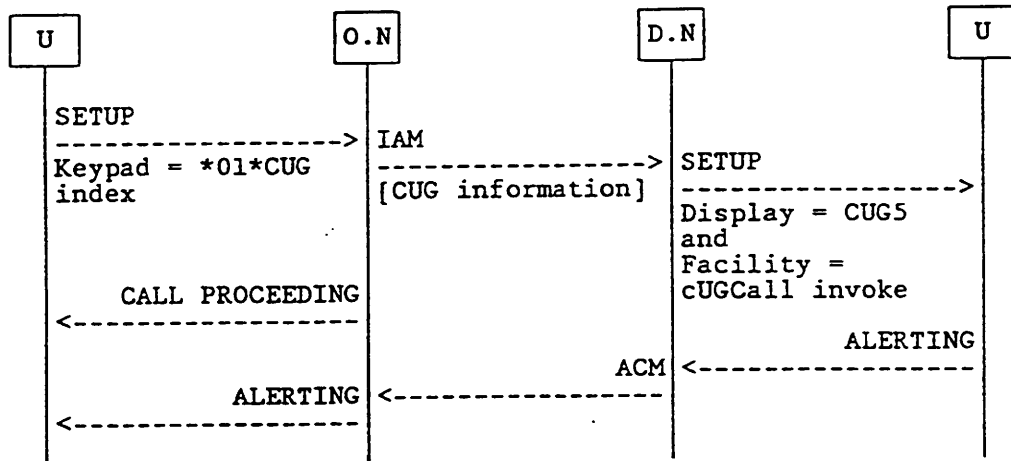 U
O.N
D.N
U
SETUP
Keypad = *01*CUG
index
IAM
[CUG information]
SETUP
Display = CUG5
and
Facility =
cUGCall invoke
CALL PROCEEDING
ALERTING
ACM
ALERTING